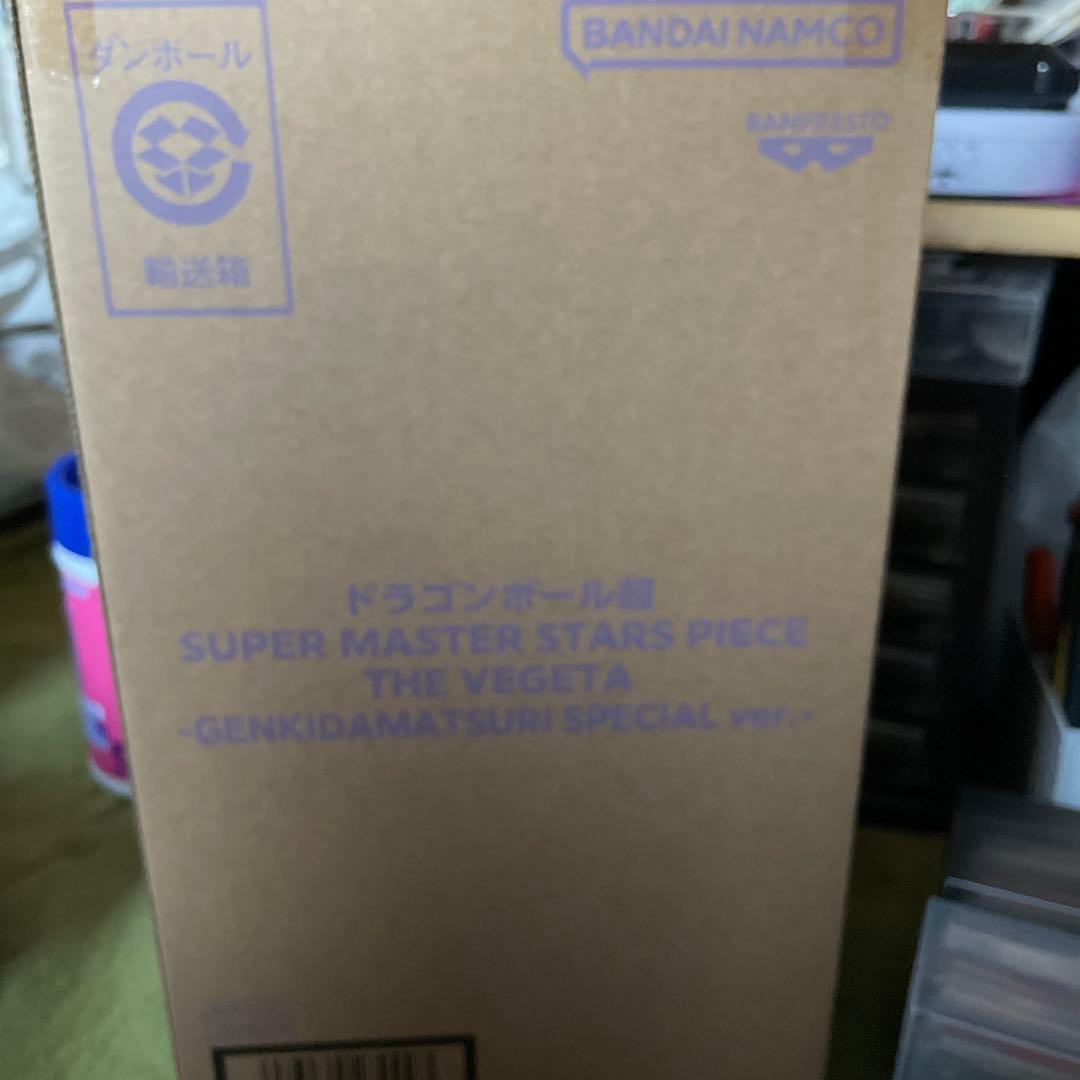 ダンボール
輸送箱
BANDAI NAMCO
BANPRESTO
ドラゴンボール超
SUPER MASTER STARS PIECE
THE VEGETA
-GENKIDAMATSURI SPECIAL ver.-